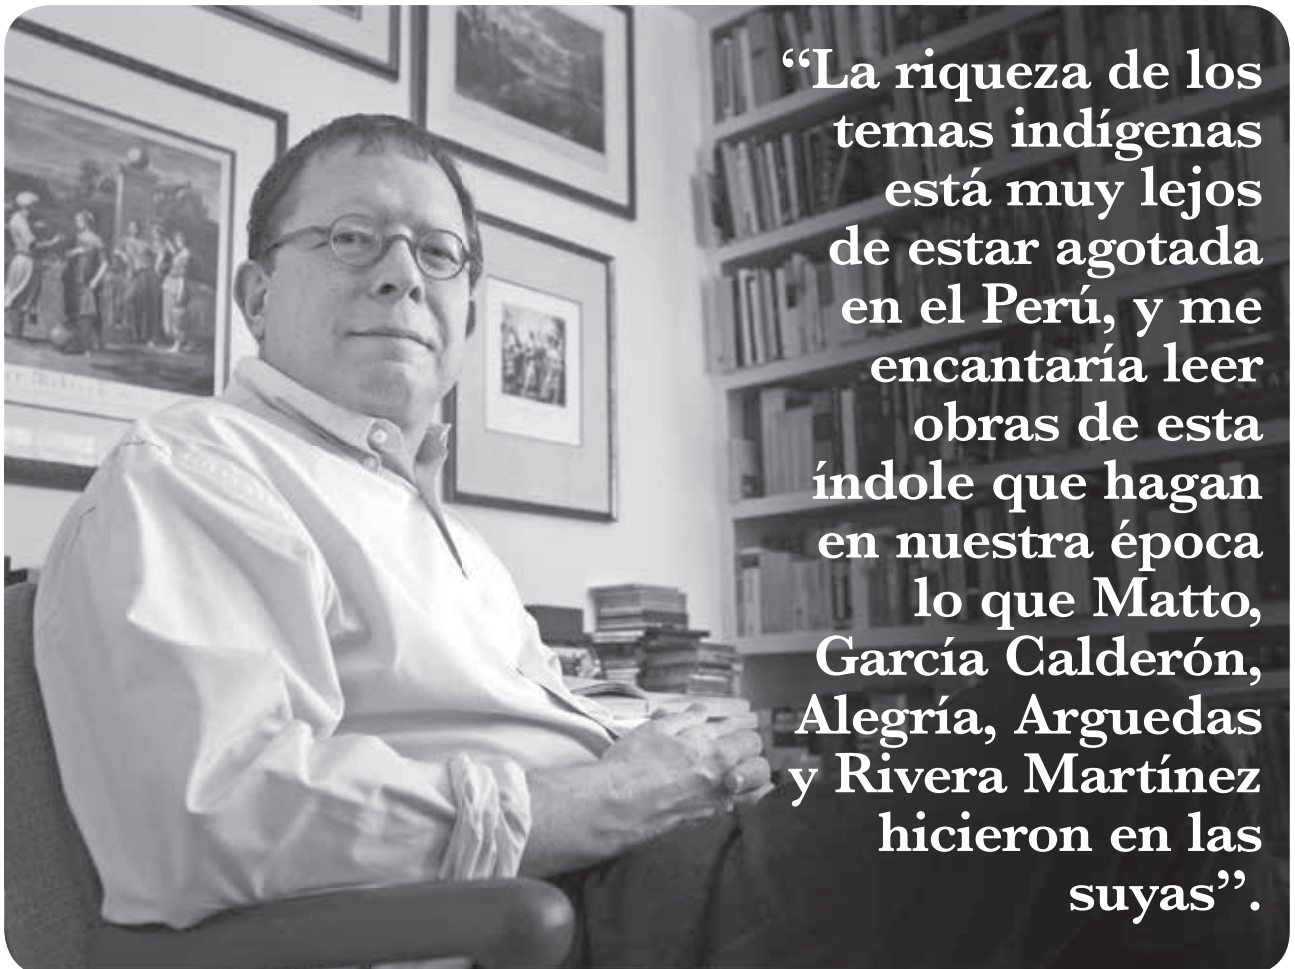 “La riqueza de los
temas indígenas
está muy lejos
de estar agotada
en el Perú, y me
encantaría leer
obras de esta
índole que hagan
en nuestra época
lo que Matto,
García Calderón,
Alegría, Arguedas
y Rivera Martínez
hicieron en las
suyas”.